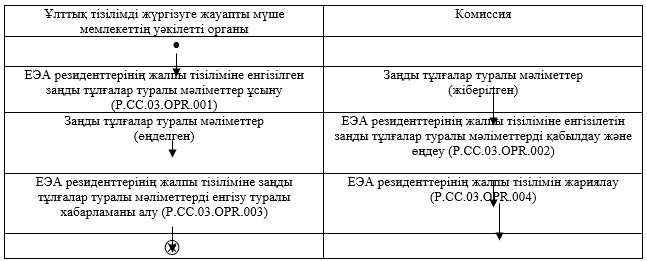 Ұлттық тізілімді жүргізуге жауапты мүше
мемлекеттің уәкілетті органы
Комиссия
ЕЭА резиденттерінің жалпы тізіліміне енгізілген
заңды тұлғалар туралы мәліметтер ұсыну
(P.CC.03.OPR.001)
Заңды тұлғалар туралы мәліметтер
(жіберілген)
Заңды тұлғалар туралы мәліметтер
(өңделген)
ЕЭА резиденттерінің жалпы тізіліміне енгізілетін
заңды тұлғалар туралы мәліметтерді қабылдау және
өңдеу (P.CC.03.OPR.002)
ЕЭА резиденттерінің жалпы тізіліміне заңды
тұлғалар туралы мәліметтерді енгізу туралы
хабарламаны алу (P.CC.03.OPR.003)
ЕЭА резиденттерінің жалпы тізілімін жариялау
(P.CC.03.OPR.004)